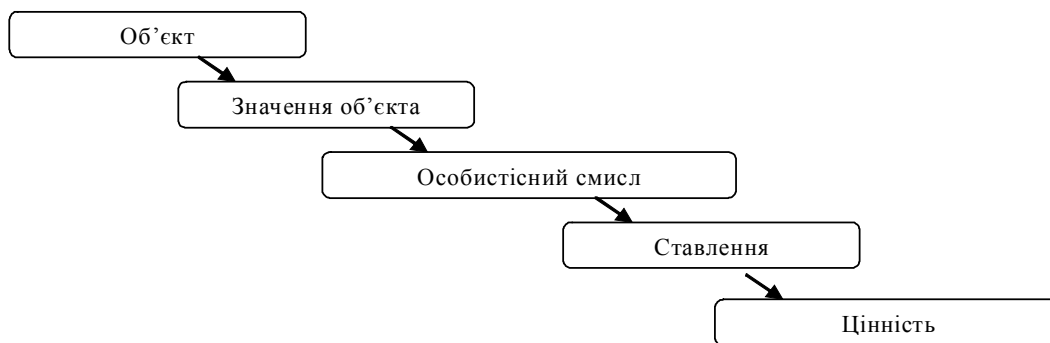 Об’єкт
Значення об’єкта
Особистісний смисл
Ставлення
Цінність